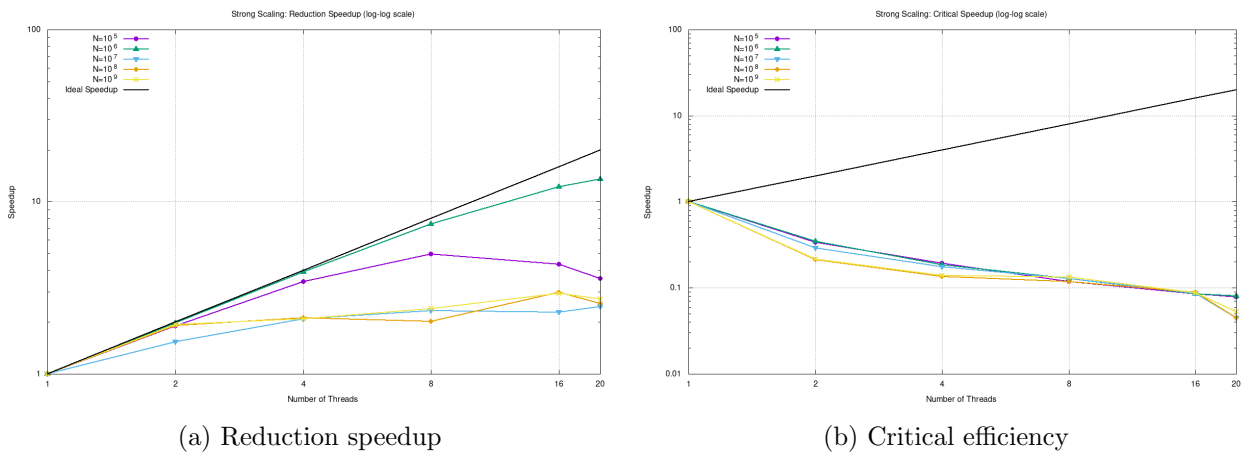 Strong Scaling: Reduction Speedup (log-log scale)
100
10
1
Speedup
N=10^5
N=10^6
N=10^7
N=10^8
N=10^9
Ideal Speedup
1 2 4 8 16 20
Number of Threads
(a) Reduction speedup
Strong Scaling: Critical Speedup (log-log scale)
100
10
1
0.1
0.01
Speedup
N=10^5
N=10^6
N=10^7
N=10^8
N=10^9
Ideal Speedup
1 2 4 8 16 20
Number of Threads
(b) Critical efficiency